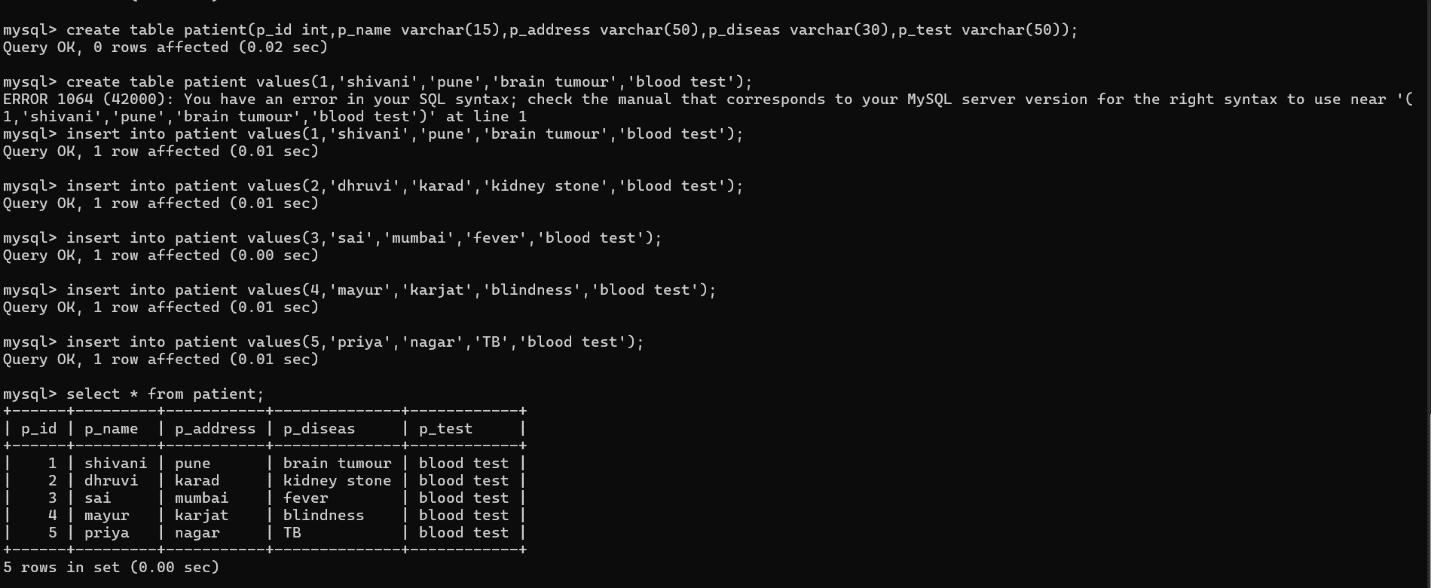 mysql> create table patient(p_id int,p_name varchar(15),p_address varchar(50),p_diseas varchar(30),p_test varchar(50));
Query OK, 0 rows affected (0.02 sec)
mysql> create table patient values(1,'shivani','pune','brain tumour','blood test');
ERROR 1064 (42000): You have an error in your SQL syntax; check the manual that corresponds to your MySQL server version for the right syntax to use near '(
1,'shivani','pune','brain tumour','blood test')' at line 1
mysql> insert into patient values(1,'shivani','pune','brain tumour','blood test');
Query OK, 1 row affected (0.01 sec)
mysql> insert into patient values(2,'dhruvi','karad','kidney stone','blood test');
Query OK, 1 row affected (0.01 sec)
mysql> insert into patient values(3,'sai','mumbai','fever','blood test');
Query OK, 1 row affected (0.00 sec)
mysql> insert into patient values(4,'mayur','karjat','blindness','blood test');
Query OK, 1 row affected (0.01 sec)
mysql> insert into patient values(5,'priya','nagar','TB','blood test');
Query OK, 1 row affected (0.01 sec)
mysql> select * from patient;
+------+---------+-----------+--------------+------------+
| p_id | p_name  | p_address | p_diseas     | p_test     |
+------+---------+-----------+--------------+------------+
|    1 | shivani | pune      | brain tumour | blood test |
|    2 | dhruvi  | karad     | kidney stone | blood test |
|    3 | sai     | mumbai    | fever        | blood test |
|    4 | mayur   | karjat    | blindness    | blood test |
|    5 | priya   | nagar     | TB           | blood test |
+------+---------+-----------+--------------+------------+
5 rows in set (0.00 sec)